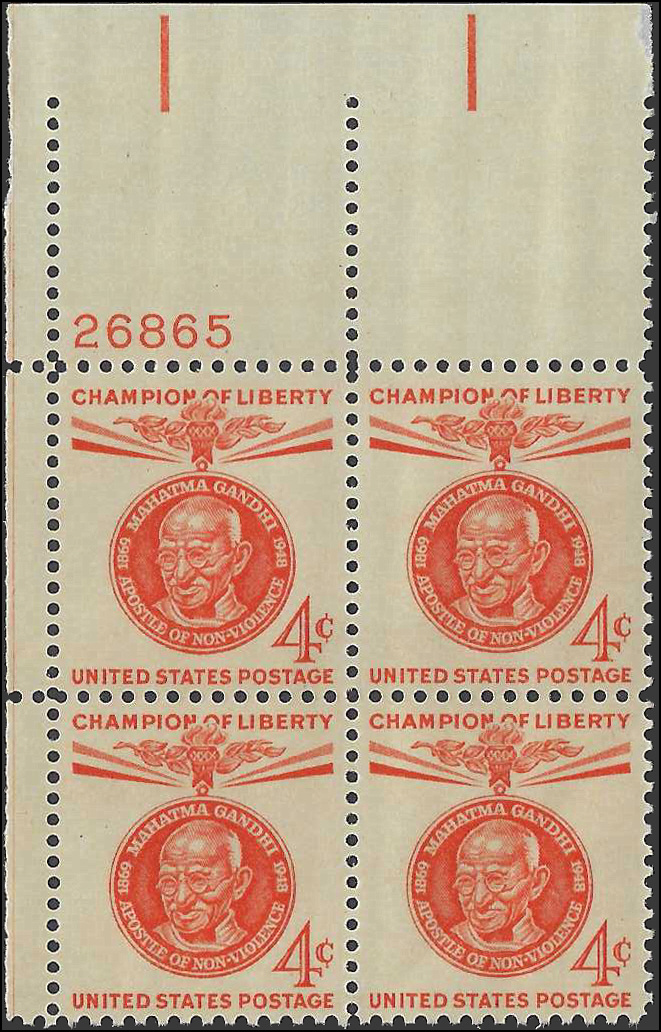 26865
CHAMPION OF LIBERTY
MAHATMA GANDHI
1869 1948
APOSTLE OF NON-VIOLENCE
4¢
UNITED STATES POSTAGE
CHAMPION OF LIBERTY
MAHATMA GANDHI
1869 1948
APOSTLE OF NON-VIOLENCE
4¢
UNITED STATES POSTAGE
CHAMPION OF LIBERTY
MAHATMA GANDHI
1869 1948
APOSTLE OF NON-VIOLENCE
4¢
UNITED STATES POSTAGE
CHAMPION OF LIBERTY
MAHATMA GANDHI
1869 1948
APOSTLE OF NON-VIOLENCE
4¢
UNITED STATES POSTAGE